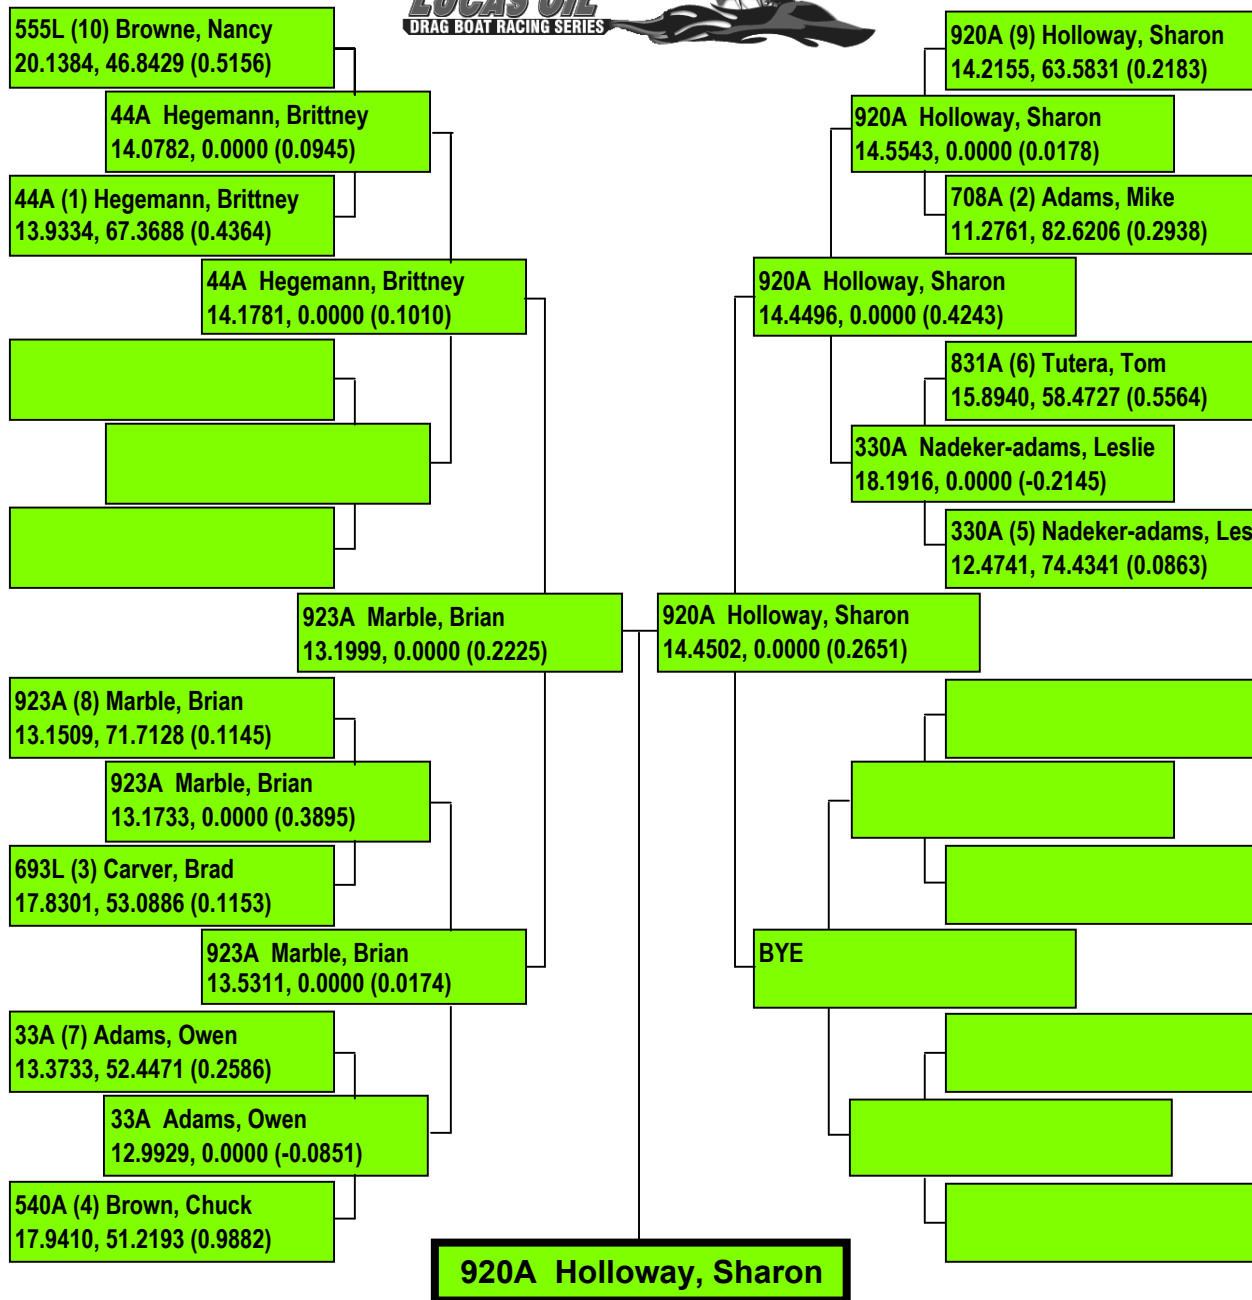 LUCAS OIL
DRAG BOAT RACING SERIES
555L (10) Browne, Nancy
20.1384, 46.8429 (0.5156)
44A Hegemann, Brittney
14.0782, 0.0000 (0.0945)
44A (1) Hegemann, Brittney
13.9334, 67.3688 (0.4364)
44A Hegemann, Brittney
14.1781, 0.0000 (0.1010)
923A Marble, Brian
13.1999, 0.0000 (0.2225)
923A (8) Marble, Brian
13.1509, 71.7128 (0.1145)
923A Marble, Brian
13.1733, 0.0000 (0.3895)
693L (3) Carver, Brad
17.8301, 53.0886 (0.1153)
923A Marble, Brian
13.5311, 0.0000 (0.0174)
33A (7) Adams, Owen
13.3733, 52.4471 (0.2586)
33A Adams, Owen
12.9929, 0.0000 (-0.0851)
540A (4) Brown, Chuck
17.9410, 51.2193 (0.9882)
920A (9) Holloway, Sharon
14.2155, 63.5831 (0.2183)
920A Holloway, Sharon
14.5543, 0.0000 (0.0178)
708A (2) Adams, Mike
11.2761, 82.6206 (0.2938)
920A Holloway, Sharon
14.4496, 0.0000 (0.4243)
831A (6) Tutera, Tom
15.8940, 58.4727 (0.5564)
330A Nadeker-adams, Leslie
18.1916, 0.0000 (-0.2145)
330A (5) Nadeker-adams, Les
12.4741, 74.4341 (0.0863)
920A Holloway, Sharon
14.4502, 0.0000 (0.2651)
BYE
920A Holloway, Sharon